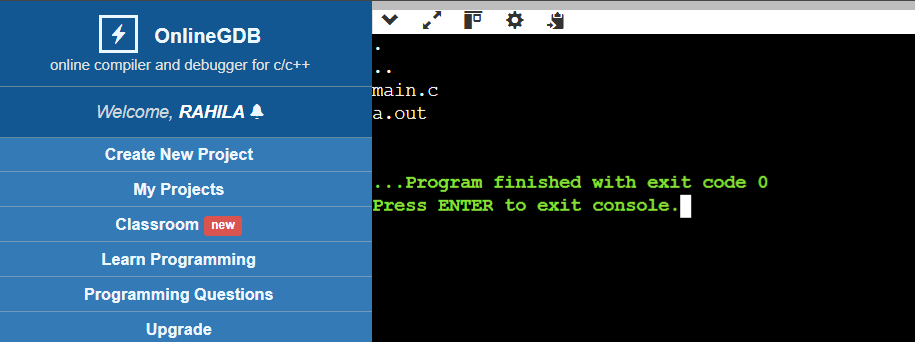 OnlineGDB
online compiler and debugger for c/c++
Welcome, RAHILA
Create New Project
My Projects
Classroom new
Learn Programming
Programming Questions
Upgrade
.
..
main.c
a.out
...Program finished with exit code 0
Press ENTER to exit console.